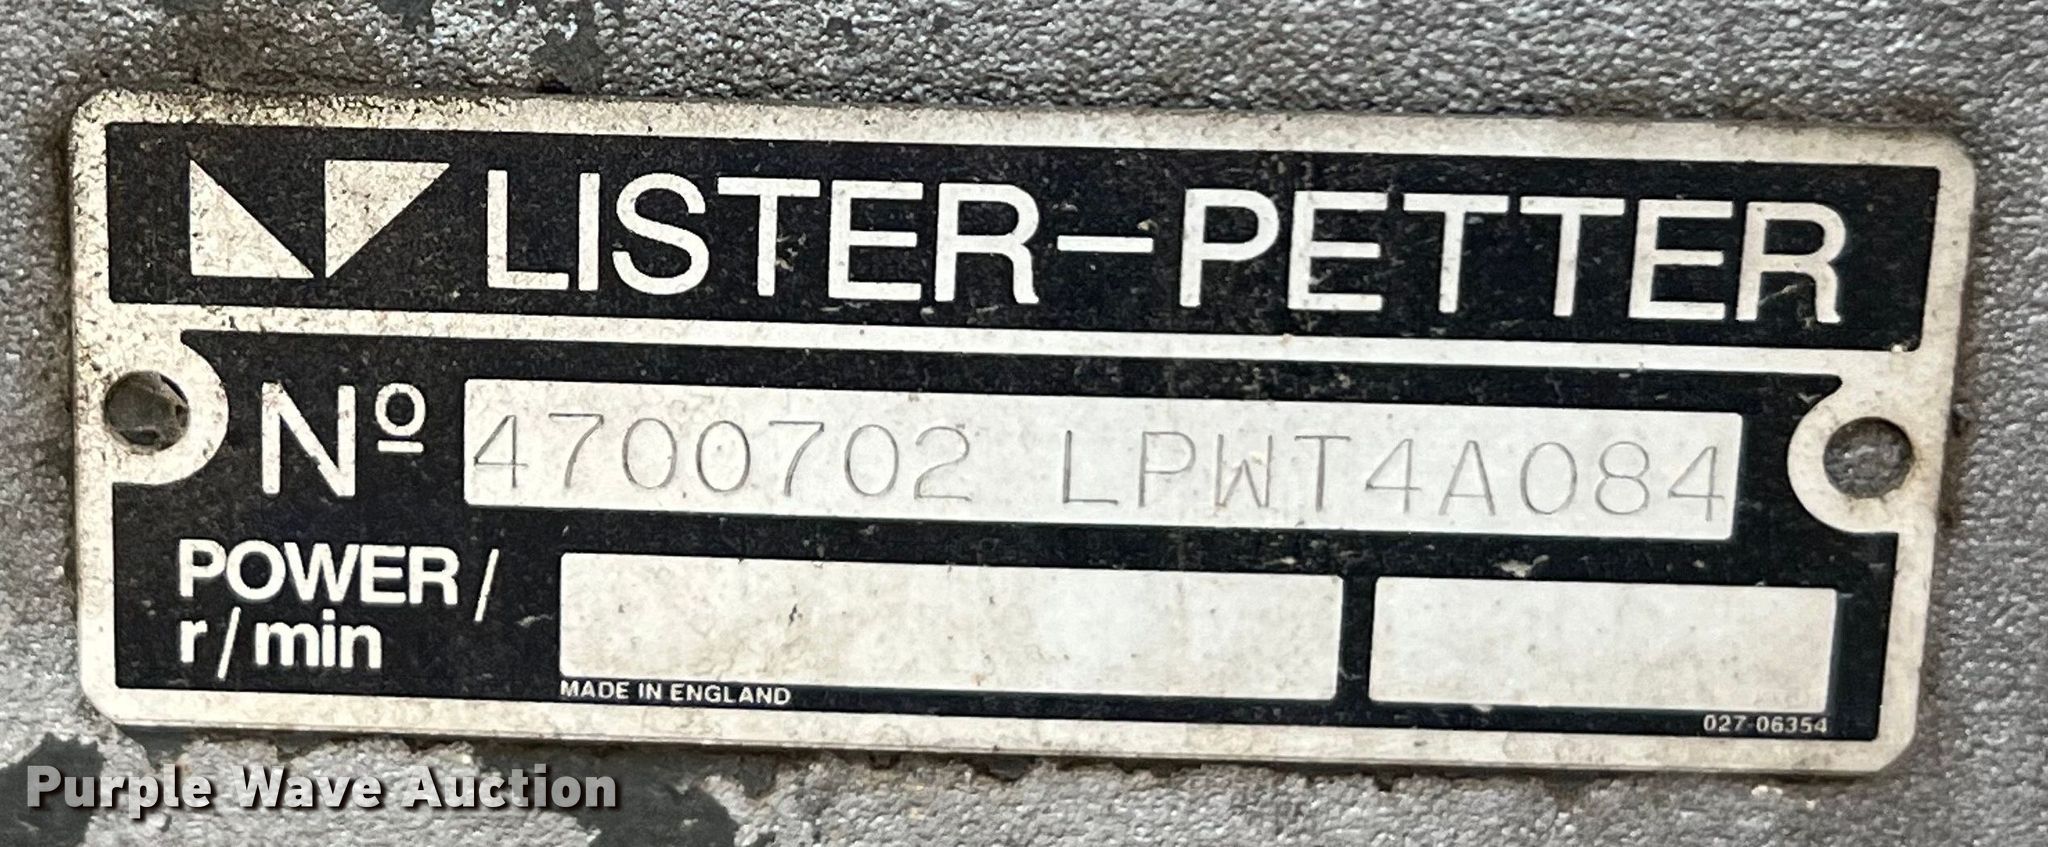 LISTER-PETTER
Nº 4700702 LPWT4A084
POWER/
r/min
MADE IN ENGLAND
027-06354
Purple Wave Auction